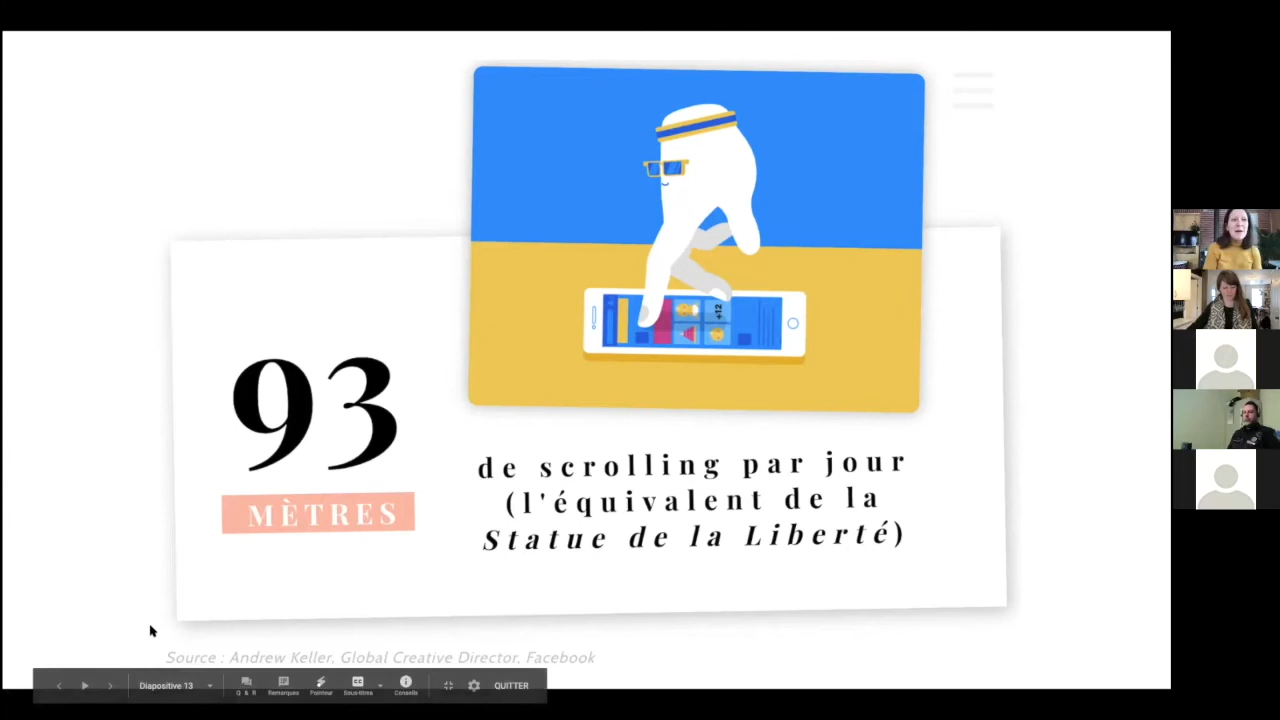 +12
93
MÈTRES
de scrolling par jour
(l'équivalent de la
Statue de la Liberté)
Source : Andrew Keller, Global Creative Director, Facebook
Diapositive 13
Q & R
Remarques
Pointeur
Sous-titres
Conseils
QUITTER